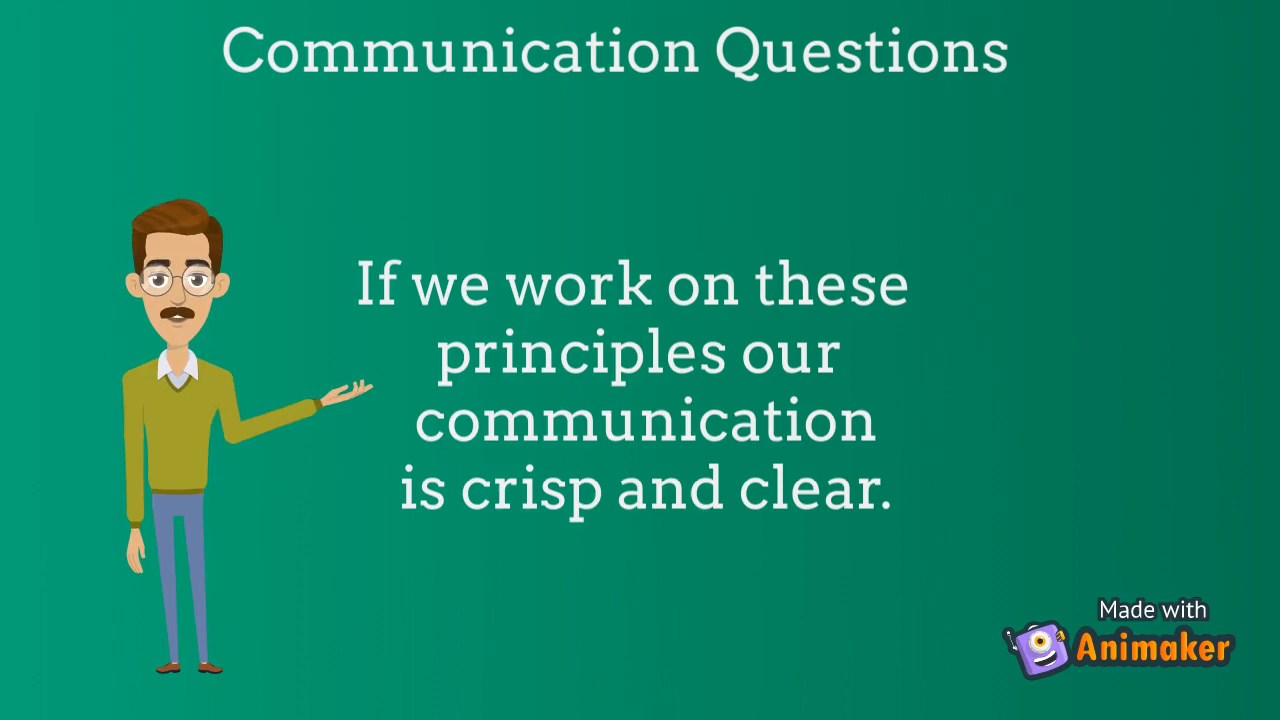 Communication Questions
If we work on these
principles our
communication
is crisp and clear.
Made with
Animaker